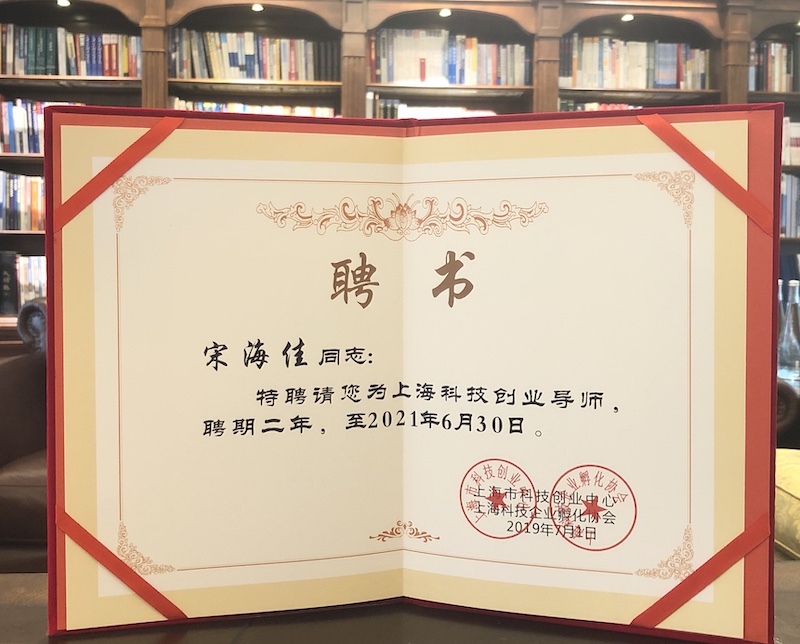 聘 书
宋海佳同志：
特聘请您为上海科技创业导师，
聘期二年，至2021年6月30日。
上海市科技创业中心
上海科技企业孵化协会
2019年7月1日